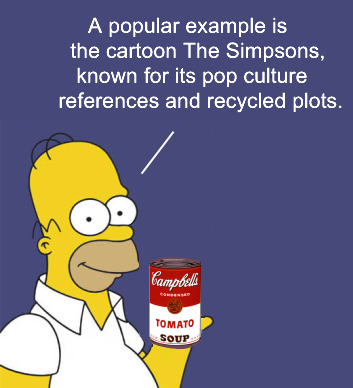 A popular example is
the cartoon The Simpsons,
known for its pop culture
references and recycled plots.
Campbell's
CONDENSED
TOMATO
SOUP